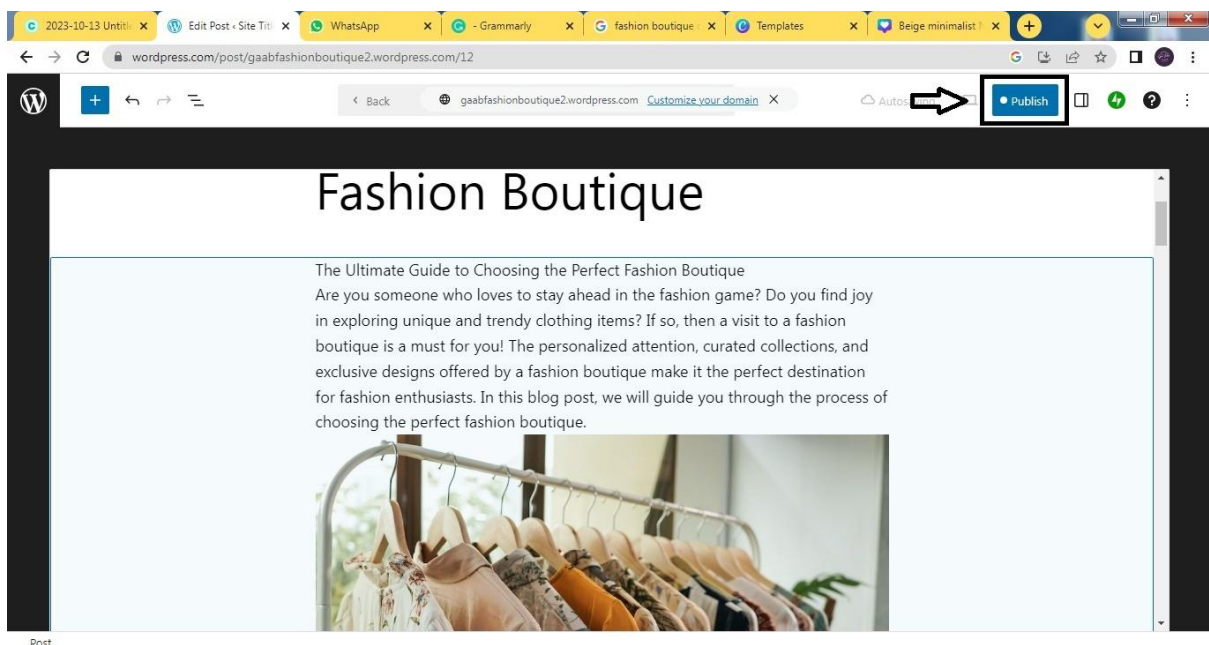 2023-10-13 Untitl
Edit Post ‹ Site Titl
WhatsApp
- Grammarly
fashion boutique
Templates
Beige minimalist
wordpress.com/post/gaabfashionboutique2.wordpress.com/12
Back
gaabfashionboutique2.wordpress.com Customize your domain
Publish
Fashion Boutique
The Ultimate Guide to Choosing the Perfect Fashion Boutique
Are you someone who loves to stay ahead in the fashion game? Do you find joy
in exploring unique and trendy clothing items? If so, then a visit to a fashion
boutique is a must for you! The personalized attention, curated collections, and
exclusive designs offered by a fashion boutique make it the perfect destination
for fashion enthusiasts. In this blog post, we will guide you through the process of
choosing the perfect fashion boutique.
Post